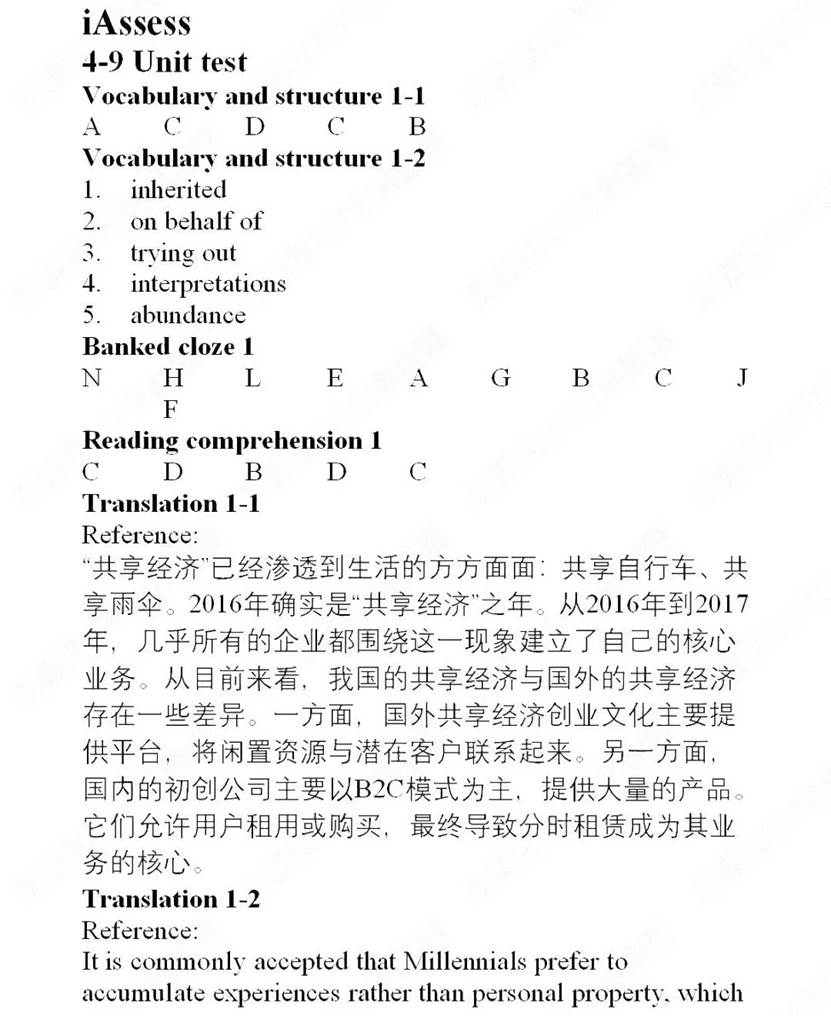 iAssess
4-9 Unit test
Vocabulary and structure 1-1
A C D C B
Vocabulary and structure 1-2
1. inherited
2. on behalf of
3. trying out
4. interpretations
5. abundance
Banked cloze 1
N H L E A G B C J
F
Reading comprehension 1
C D B D C
Translation 1-1
Reference:
“共享经济”已经渗透到生活的方方面面：共享自行车、共
享雨伞。2016年确实是“共享经济”之年。从2016年到2017
年，几乎所有的企业都围绕这一现象建立了自己的核心
业务。从目前来看，我国的共享经济与国外的共享经济
存在一些差异。一方面，国外共享经济创业文化主要提
供平台，将闲置资源与潜在客户联系起来。另一方面，
国内的初创公司主要以B2C模式为主，提供大量的产品。
它们允许用户租用或购买，最终导致分时租赁成为其业
务的核心。
Translation 1-2
Reference:
It is commonly accepted that Millennials prefer to
accumulate experiences rather than personal property, which